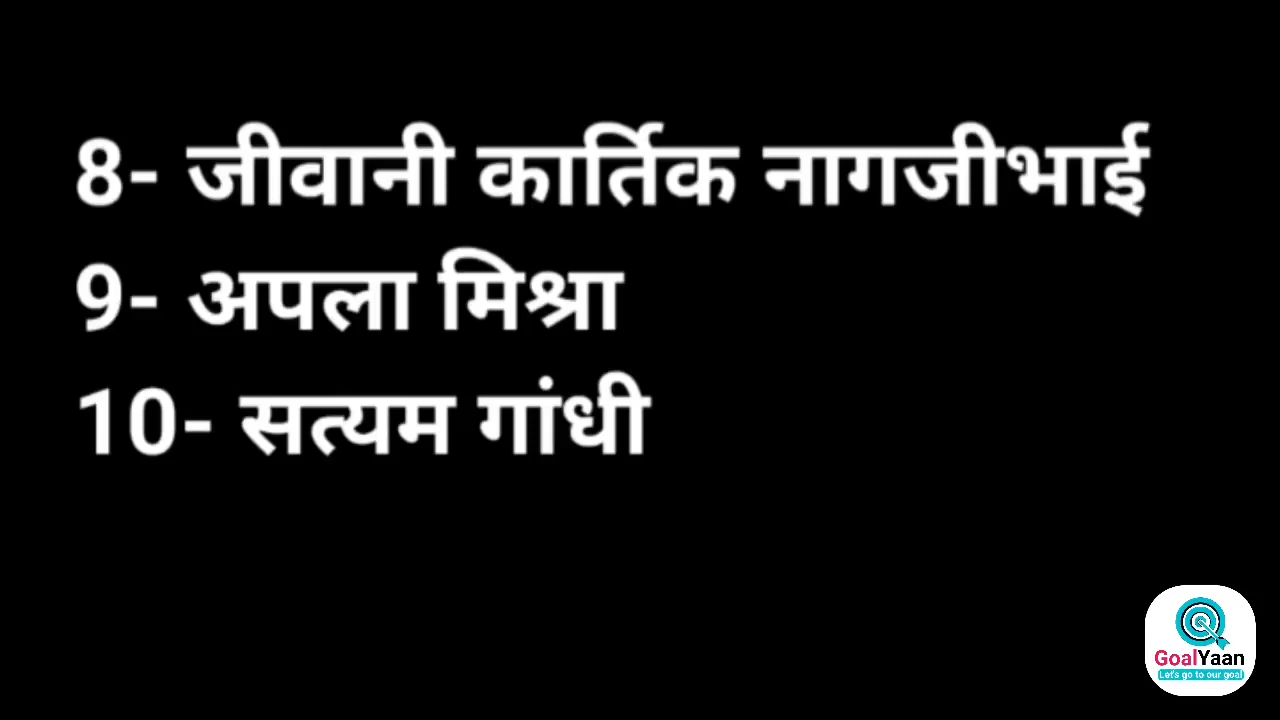 8- जीवानी कार्तिक नागजीभाई
9- अपला मिश्रा
10- सत्यम गांधी
GoalYaan
Let's go to our goal